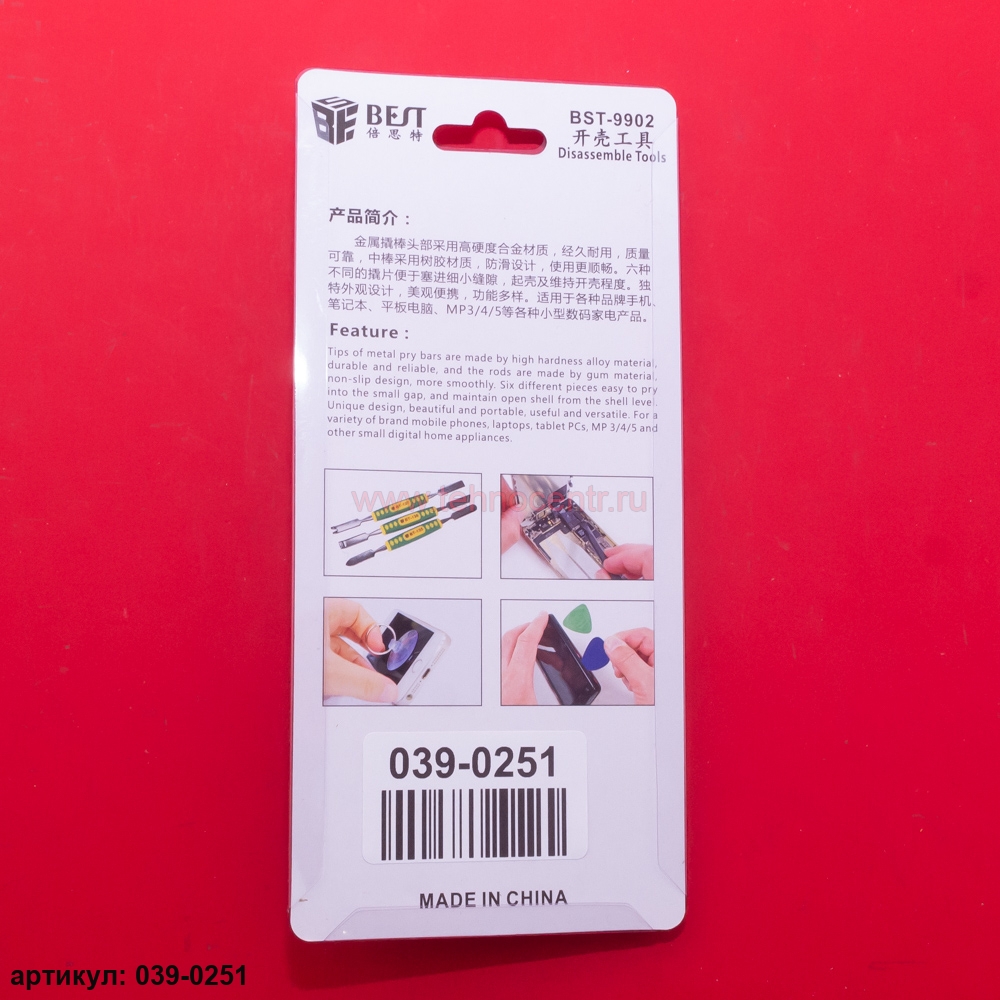 BEST
倍思特
BST-9902
开壳工具
Disassemble Tools
产品简介：
金属撬棒头部采用高硬度合金材质，经久耐用，质量
可靠，中棒采用树胶材质，防滑设计，使用更顺畅。六种
不同的撬片便于塞进细小缝隙，起壳及维持开壳程度。独
特外观设计，美观便携，功能多样。适用于各种品牌手机、
笔记本、平板电脑、MP3/4/5等各种小型数码家电产品。
Feature :
Tips of metal pry bars are made by high hardness alloy material,
durable and reliable, and the rods are made by gum material,
non-slip design, more smoothly. Six different pieces easy to pry
into the small gap, and maintain open shell from the shell level.
Unique design, beautiful and portable, useful and versatile. For a
variety of brand mobile phones, laptops, tablet PCs, MP 3/4/5 and
other small digital home appliances.
www.tehnocentr.ru
039-0251
MADE IN CHINA
артикул: 039-0251